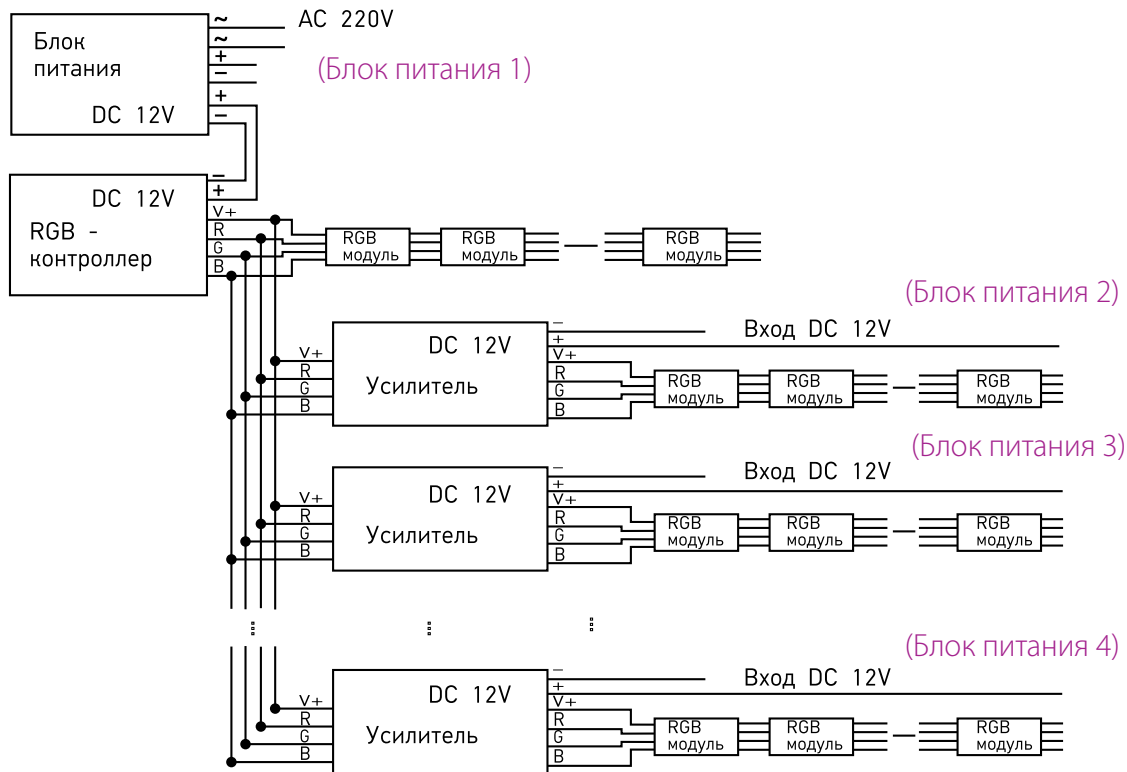 ~ AC 220V
Блок
питания
~
+
−
(Блок питания 1)
+
DC 12V −
−
DC 12V +
V+
RGB - R
контроллер G
B
RGB
модуль
RGB
модуль
RGB
модуль
(Блок питания 2)
DC 12V − Вход DC 12V
+
V+ V+
R Усилитель R
G G
B B
RGB
модуль
RGB
модуль
RGB
модуль
(Блок питания 3)
DC 12V − Вход DC 12V
+
V+ V+
R Усилитель R
G G
B B
RGB
модуль
RGB
модуль
RGB
модуль
(Блок питания 4)
DC 12V − Вход DC 12V
+
V+ V+
R Усилитель R
G G
B B
RGB
модуль
RGB
модуль
RGB
модуль